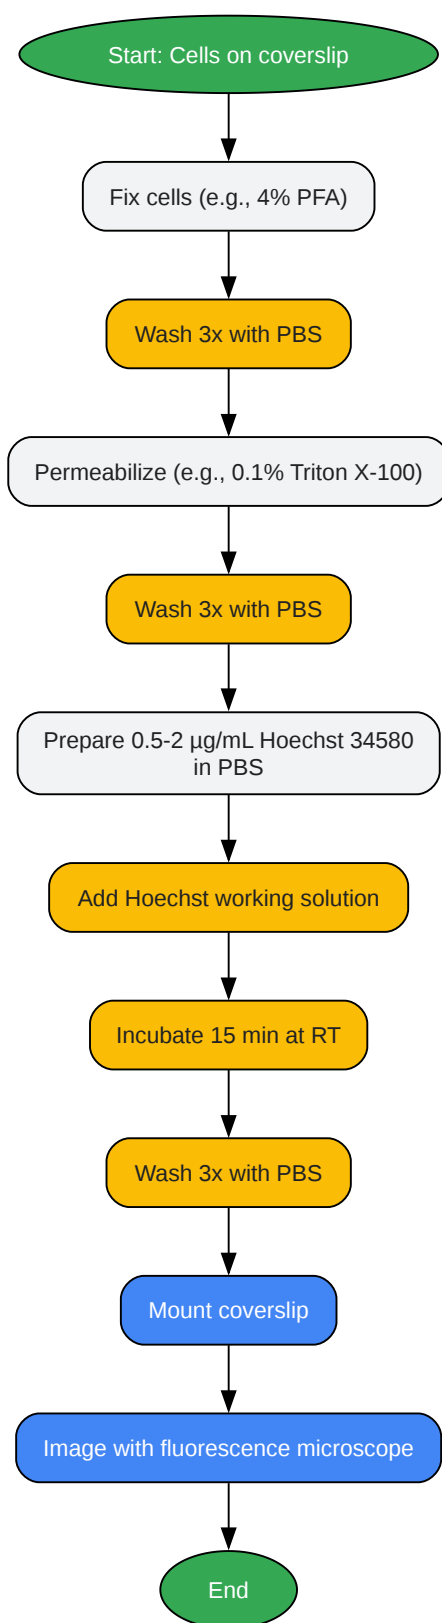 Start: Cells on coverslip
Fix cells (e.g., 4% PFA)
Wash 3x with PBS
Permeabilize (e.g., 0.1% Triton X-100)
Wash 3x with PBS
Prepare 0.5-2 µg/mL Hoechst 34580
in PBS
Add Hoechst working solution
Incubate 15 min at RT
Wash 3x with PBS
Mount coverslip
Image with fluorescence microscope
End